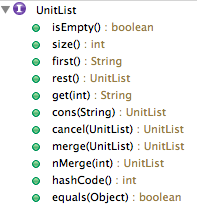 UnitList
isEmpty() : boolean
size() : int
first() : String
rest() : UnitList
get(int) : String
cons(String) : UnitList
cancel(UnitList) : UnitList
merge(UnitList) : UnitList
nMerge(int) : UnitList
hashCode() : int
equals(Object) : boolean